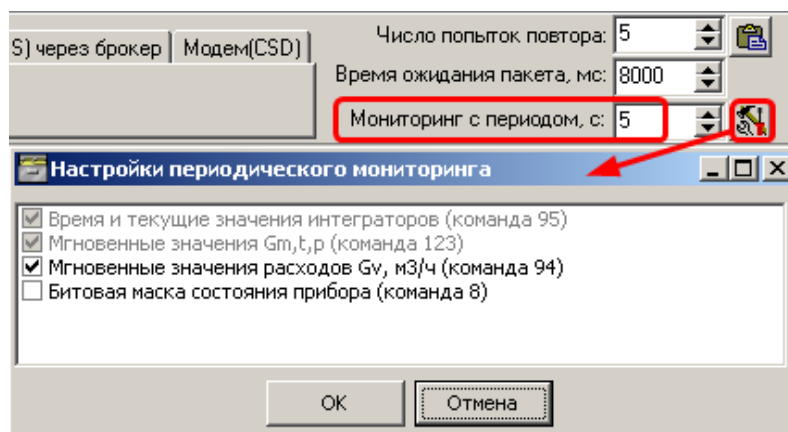 Число попыток повтора: 5
S) через брокер Модем(CSD)
Время ожидания пакета, мс: 8000
Мониторинг с периодом, с: 5
Настройки периодического мониторинга
Время и текущие значения интеграторов (команда 95)
Мгновенные значения Gm,t,p (команда 123)
Мгновенные значения расходов Gv, м3/ч (команда 94)
Битовая маска состояния прибора (команда 8)
OK Отмена